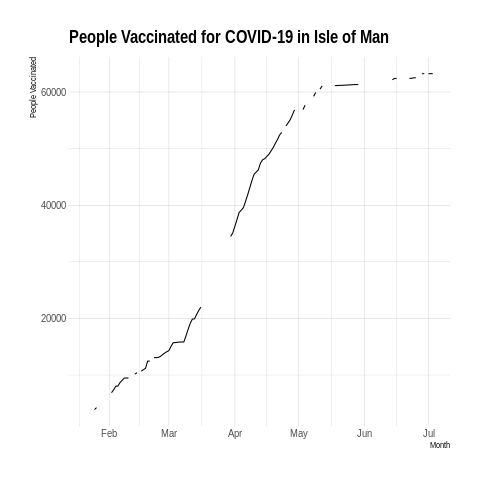 People Vaccinated for COVID-19 in Isle of Man
People Vaccinated
60000
40000
20000
Feb Mar Apr May Jun Jul
Month